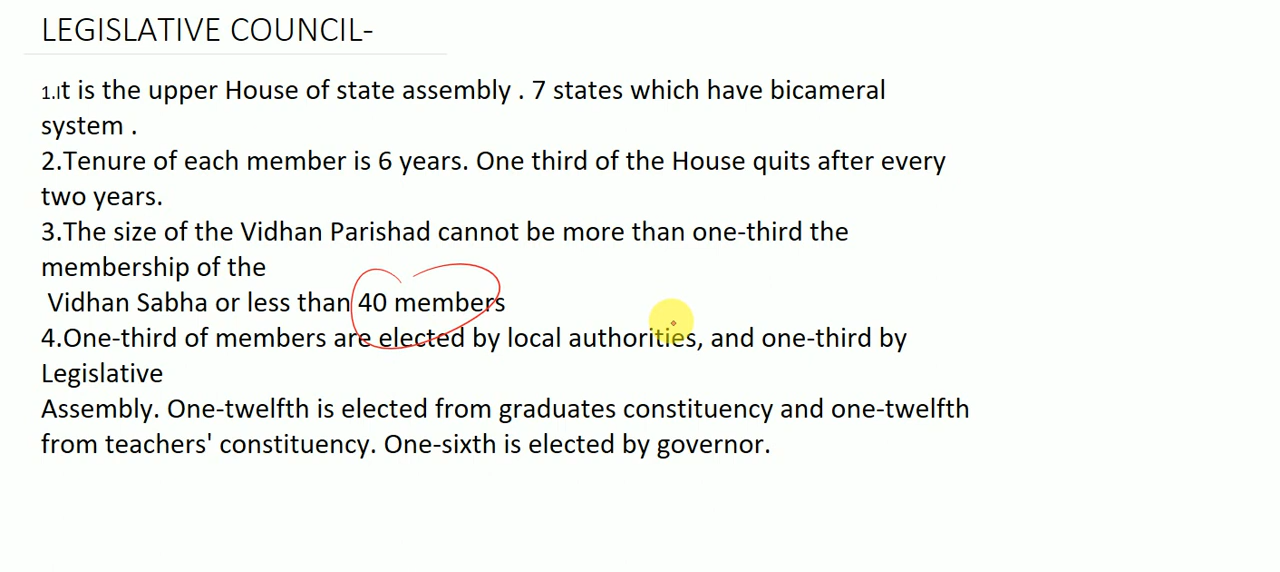 LEGISLATIVE COUNCIL-
1.It is the upper House of state assembly . 7 states which have bicameral
system .
2.Tenure of each member is 6 years. One third of the House quits after every
two years.
3.The size of the Vidhan Parishad cannot be more than one-third the
membership of the
Vidhan Sabha or less than 40 members
4.One-third of members are elected by local authorities, and one-third by
Legislative
Assembly. One-twelfth is elected from graduates constituency and one-twelfth
from teachers' constituency. One-sixth is elected by governor.